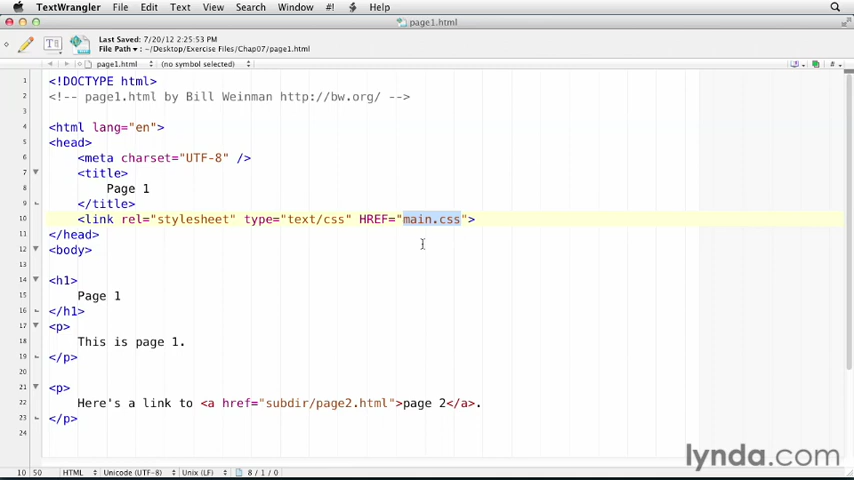 TextWrangler File Edit Text View Search Window #! Help
page1.html
Last Saved: 7/20/12 2:25:53 PM
File Path ▾ : ~/Desktop/Exercise Files/Chap07/page1.html
page1.html (no symbol selected)
1 <!DOCTYPE html>
2 <!-- page1.html by Bill Weinman http://bw.org/ -->
3
4 <html lang="en">
5 <head>
6 <meta charset="UTF-8" />
7 <title>
8 Page 1
9 </title>
10 <link rel="stylesheet" type="text/css" HREF="main.css">
11 </head>
12 <body>
13
14 <h1>
15 Page 1
16 </h1>
17 <p>
18 This is page 1.
19 </p>
20
21 <p>
22 Here's a link to <a href="subdir/page2.html">page 2</a>.
23 </p>
24
10 50 HTML Unicode (UTF-8) Unix (LF) 8 / 1 / 0
lynda.com